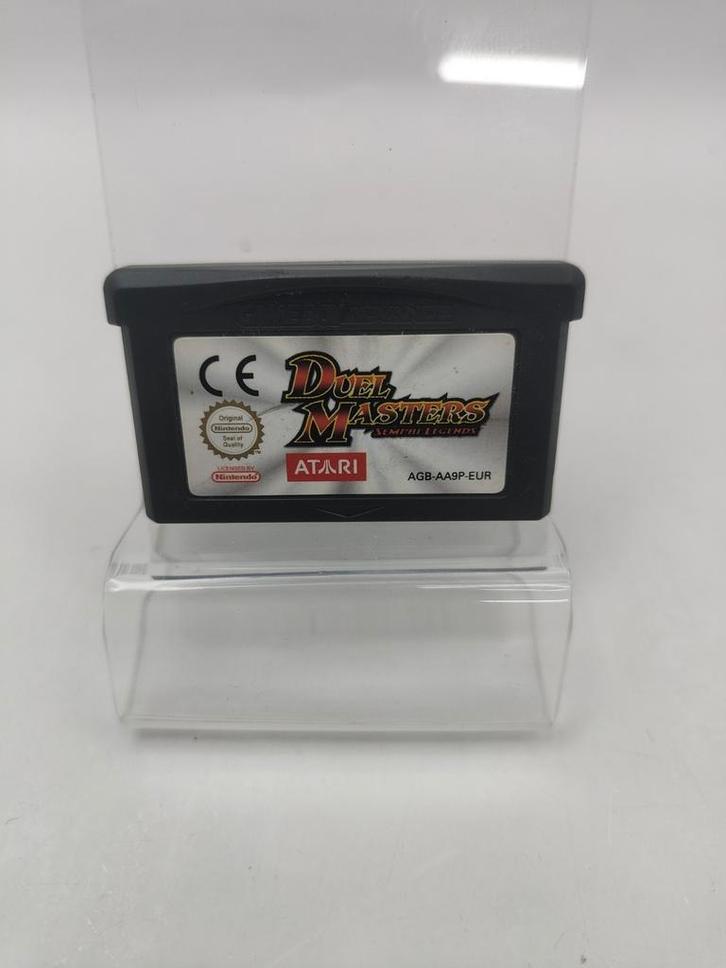 GAME BOY ADVANCE
CE
DUEL
MASTERS
SEMPAI LEGENDS
Original
Nintendo
Seal of
Quality
LICENSED BY
Nintendo
ATARI
AGB-AA9P-EUR